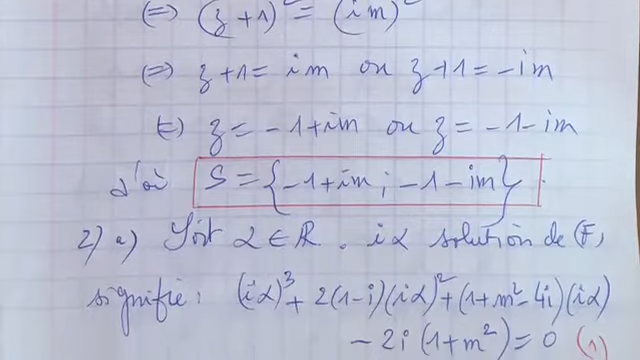 (=) (z+1)² = (im)²
(=) z+1 = im ou z+1 = -im
(=) z = -1+im ou z = -1-im
d'où S = {-1+im ; -1-im}.
2) a) Soit α ∈ ℝ. iα solution de (E)
signifie : (iα)³ + 2(1-i)(iα)² + (1+m²-4i)(iα)
- 2i(1+m²) = 0 (1)